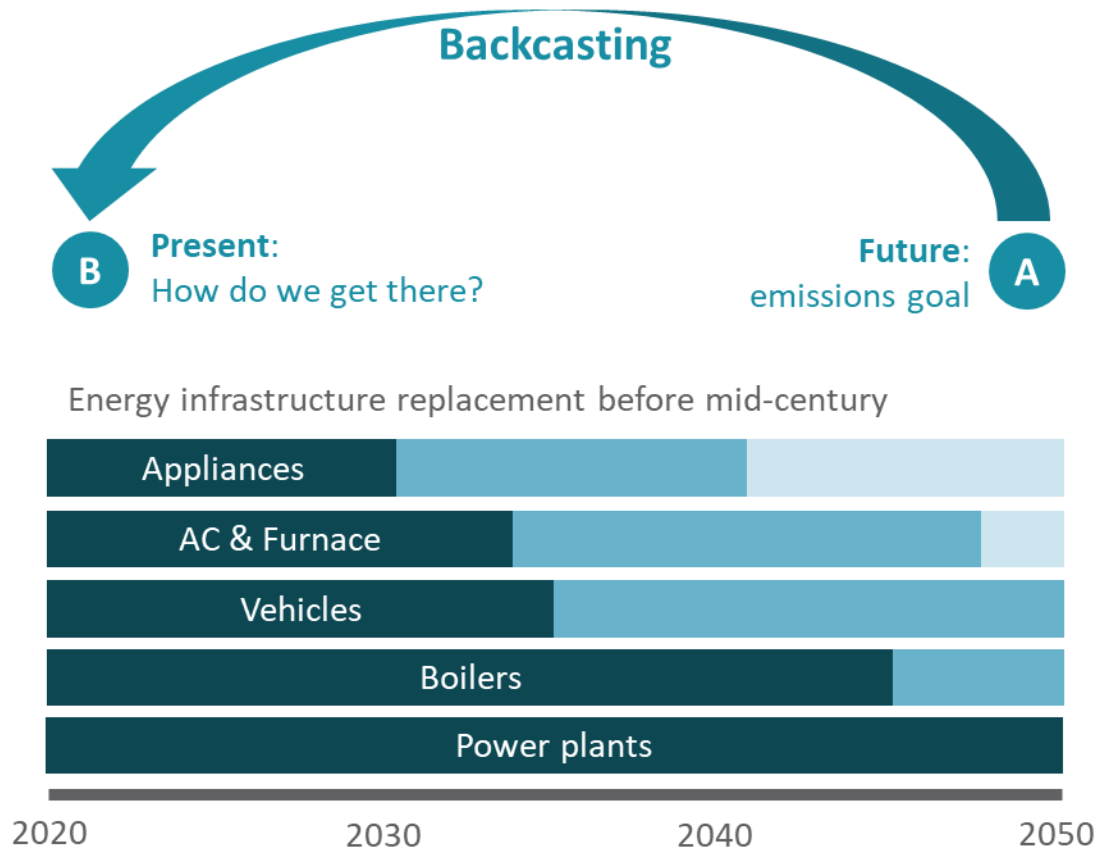 Backcasting
B
Present:
How do we get there?
Future:
emissions goal
A
Energy infrastructure replacement before mid-century
Appliances
AC & Furnace
Vehicles
Boilers
Power plants
2020 2030 2040 2050